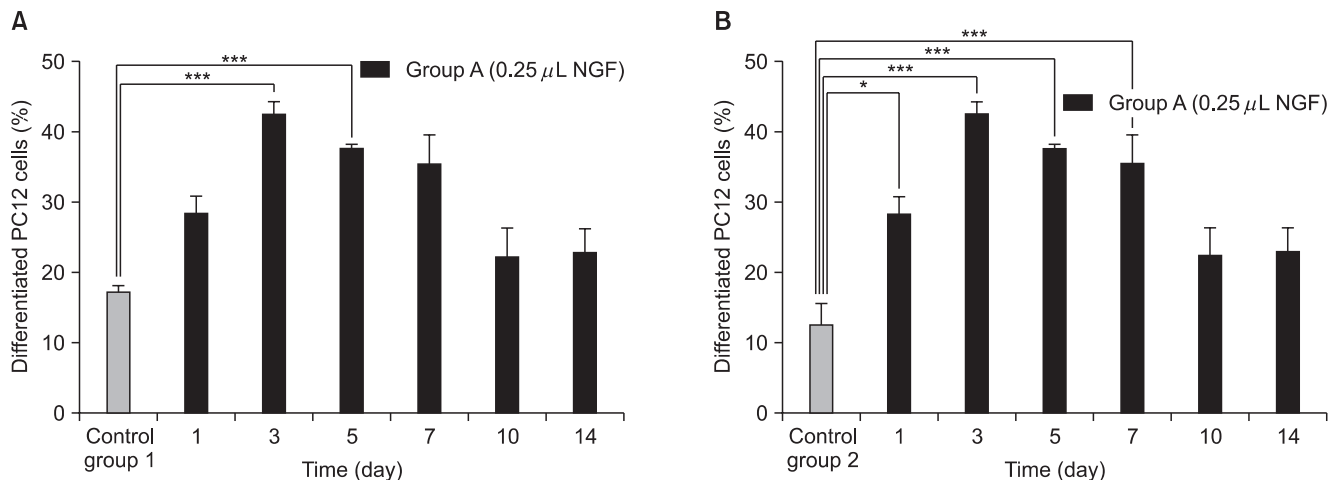 A
Differentiated PC12 cells (%)
50
40
30
20
10
0
***
***
Group A (0.25 μL NGF)
Control
group 1
1
3
5
7
10
14
Time (day)
B
Differentiated PC12 cells (%)
50
40
30
20
10
0
***
***
***
*
Group A (0.25 μL NGF)
Control
group 2
1
3
5
7
10
14
Time (day)